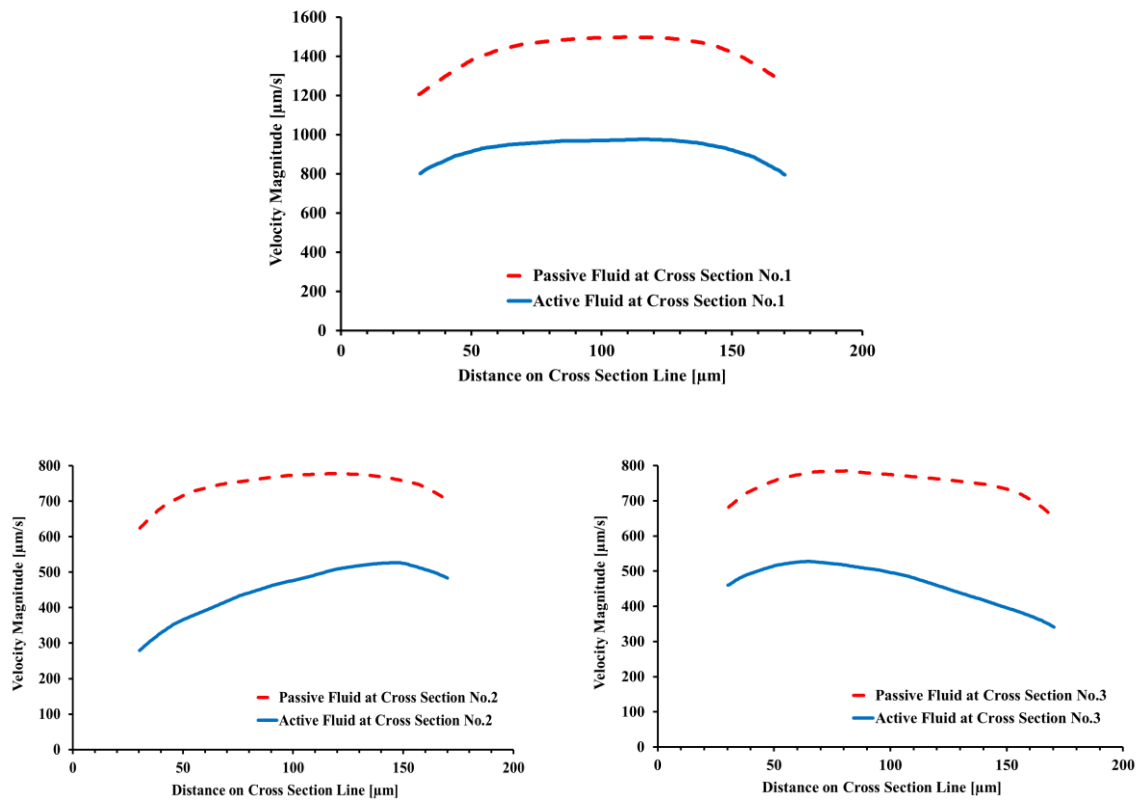 1600
1400
1200
1000
800
600
400
200
0
Velocity Magnitude [µm/s]
Passive Fluid at Cross Section No.1
Active Fluid at Cross Section No.1
0 50 100 150 200
Distance on Cross Section Line [µm]
800
700
600
500
400
300
200
100
0
Velocity Magnitude [µm/s]
Passive Fluid at Cross Section No.2
Active Fluid at Cross Section No.2
0 50 100 150 200
Distance on Cross Section Line [µm]
800
700
600
500
400
300
200
100
0
Velocity Magnitude [µm/s]
Passive Fluid at Cross Section No.3
Active Fluid at Cross Section No.3
0 50 100 150 200
Distance on Cross Section Line [µm]